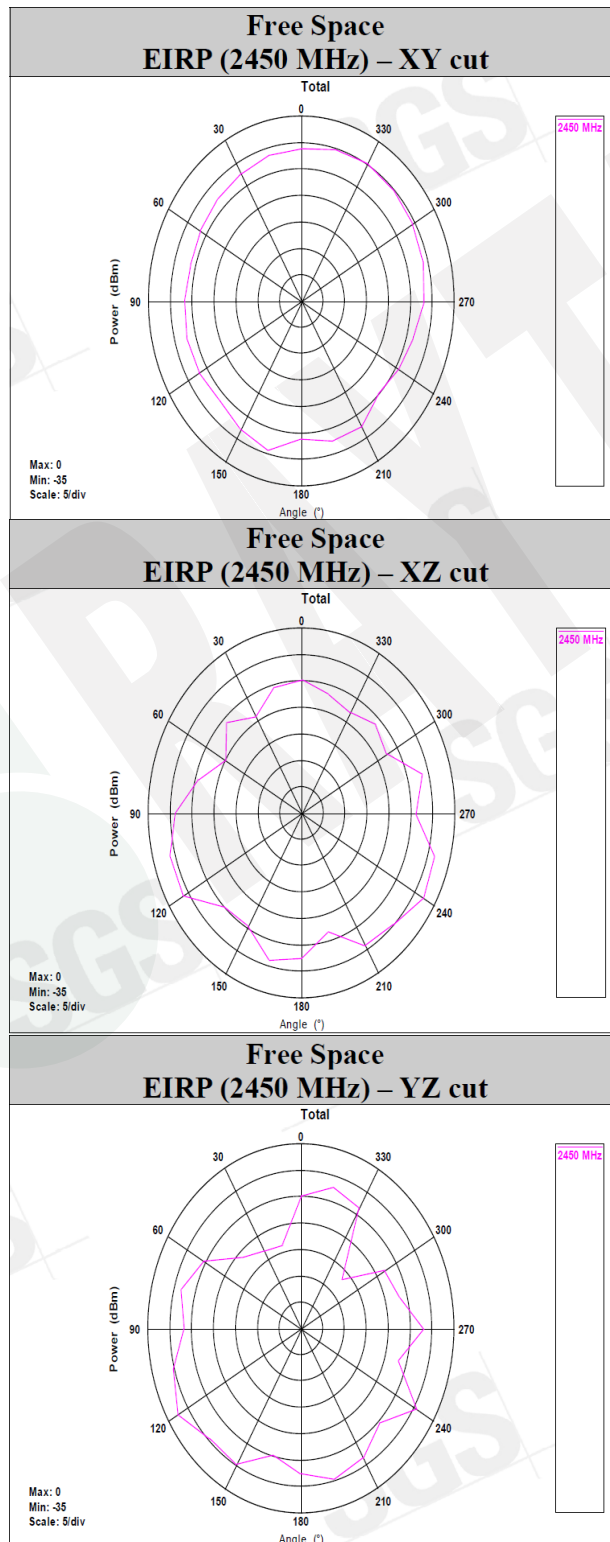 Free Space
EIRP (2450 MHz) – XY cut
Total
0
30
330
2450 MHz
60
300
Power (dBm)
90
270
120
240
150
210
180
Max: 0
Min: -35
Scale: 5/div
Angle (°)
Free Space
EIRP (2450 MHz) – XZ cut
Total
0
30
330
2450 MHz
60
300
Power (dBm)
90
270
120
240
150
210
180
Max: 0
Min: -35
Scale: 5/div
Angle (°)
Free Space
EIRP (2450 MHz) – YZ cut
Total
0
30
330
2450 MHz
60
300
Power (dBm)
90
270
120
240
150
210
180
Max: 0
Min: -35
Scale: 5/div
Angle (°)
SGS
SGS
SGS
SGS